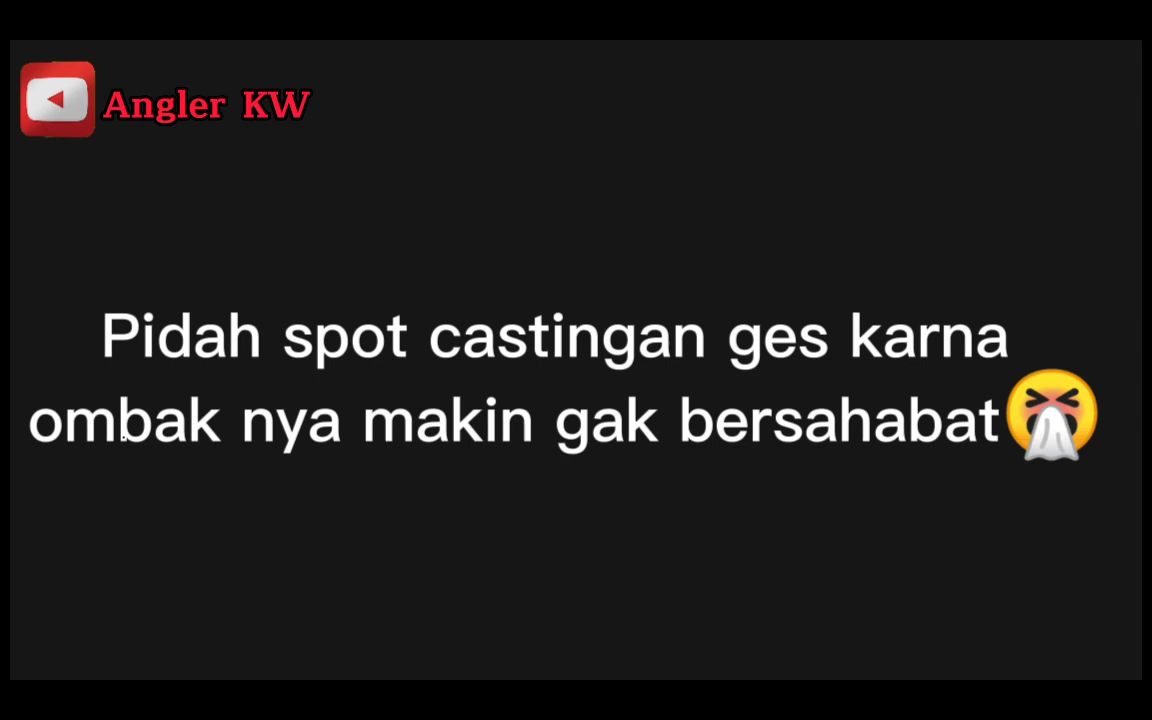 Angler KW
Pidah spot castingan ges karna
ombak nya makin gak bersahabat🤧